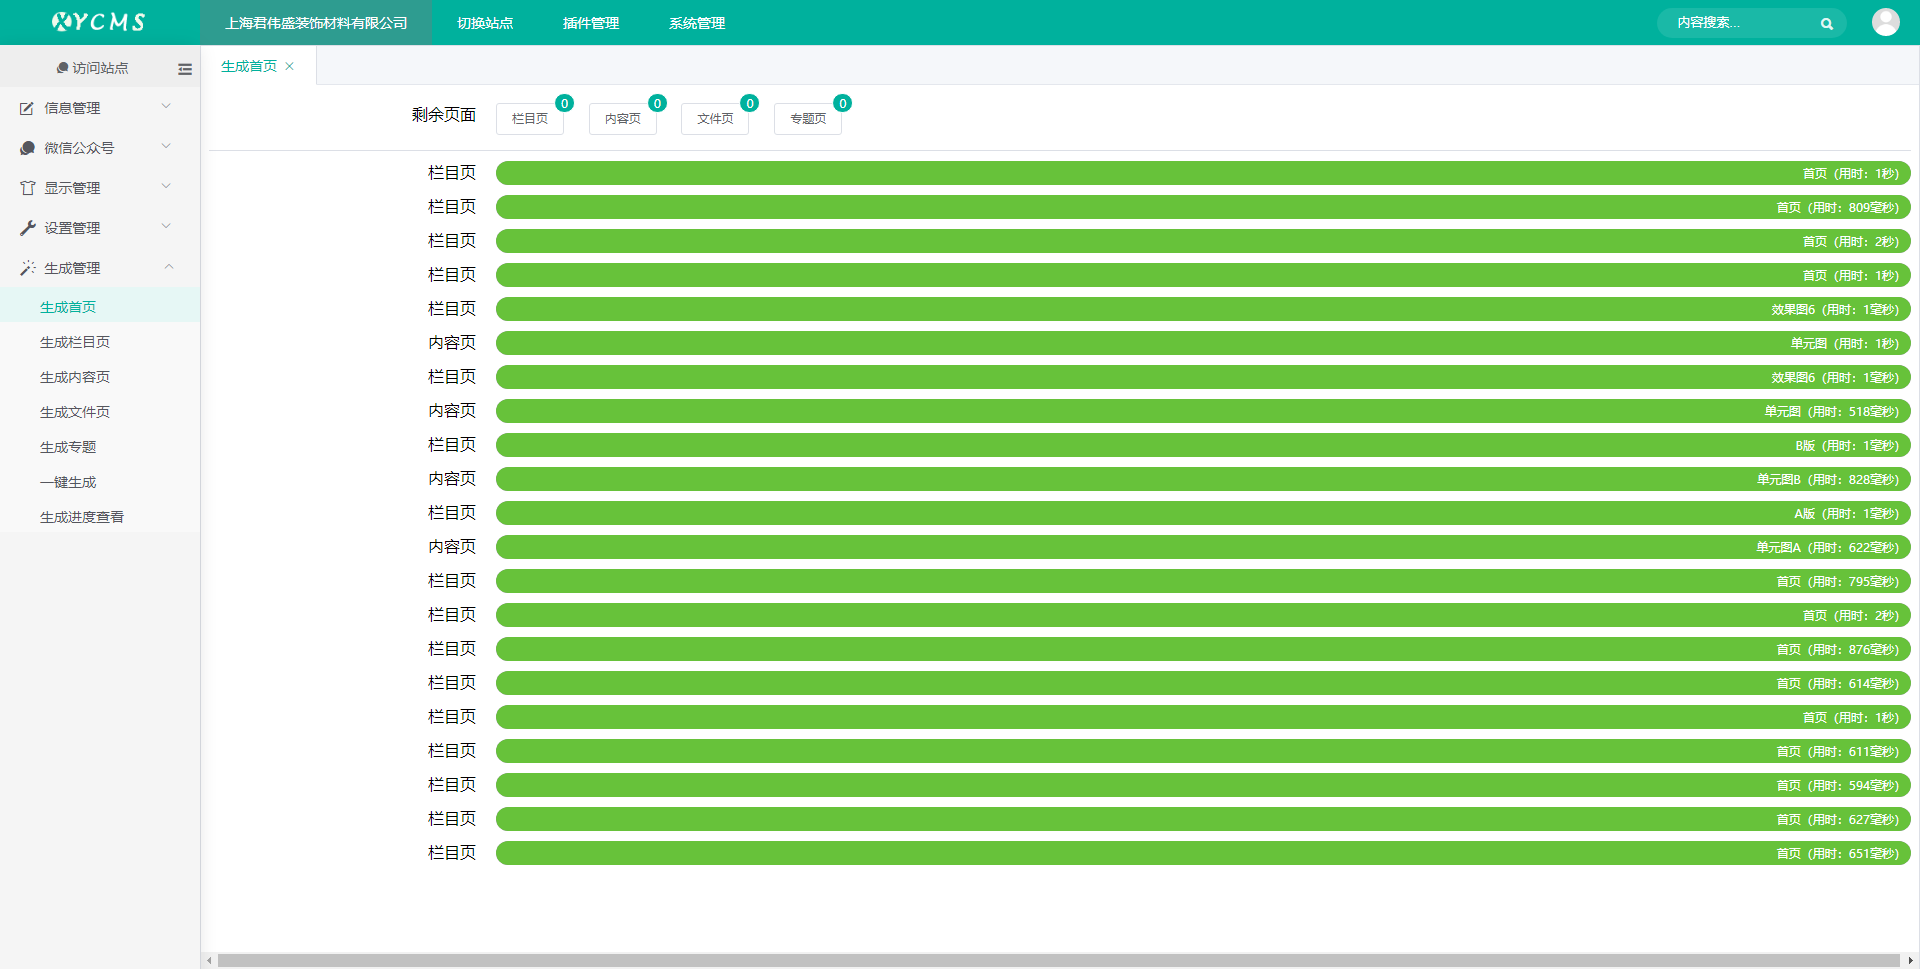 XYCMS
上海君伟盛装饰材料有限公司
切换站点
插件管理
系统管理
内容搜索...
访问站点
信息管理
微信公众号
显示管理
设置管理
生成管理
生成首页
生成栏目页
生成内容页
生成文件页
生成专题
一键生成
生成进度查看
生成首页
剩余页面
栏目页 0
内容页 0
文件页 0
专题页 0
栏目页 首页（用时：1秒）
栏目页 首页（用时：809毫秒）
栏目页 首页（用时：2秒）
栏目页 首页（用时：1秒）
栏目页 效果图6（用时：1毫秒）
内容页 单元图（用时：1秒）
栏目页 效果图6（用时：1毫秒）
内容页 单元图（用时：518毫秒）
栏目页 B版（用时：1毫秒）
内容页 单元图B（用时：828毫秒）
栏目页 A版（用时：1毫秒）
内容页 单元图A（用时：622毫秒）
栏目页 首页（用时：795毫秒）
栏目页 首页（用时：2秒）
栏目页 首页（用时：876毫秒）
栏目页 首页（用时：614毫秒）
栏目页 首页（用时：1秒）
栏目页 首页（用时：611毫秒）
栏目页 首页（用时：594毫秒）
栏目页 首页（用时：627毫秒）
栏目页 首页（用时：651毫秒）